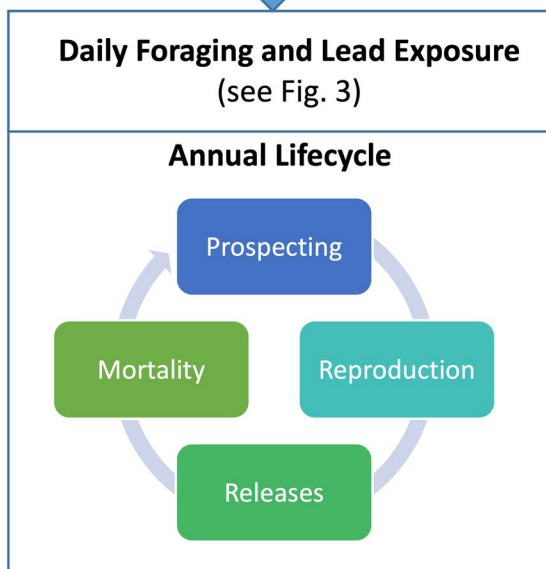 Daily Foraging and Lead Exposure
(see Fig. 3)
Annual Lifecycle
Prospecting
Mortality
Reproduction
Releases